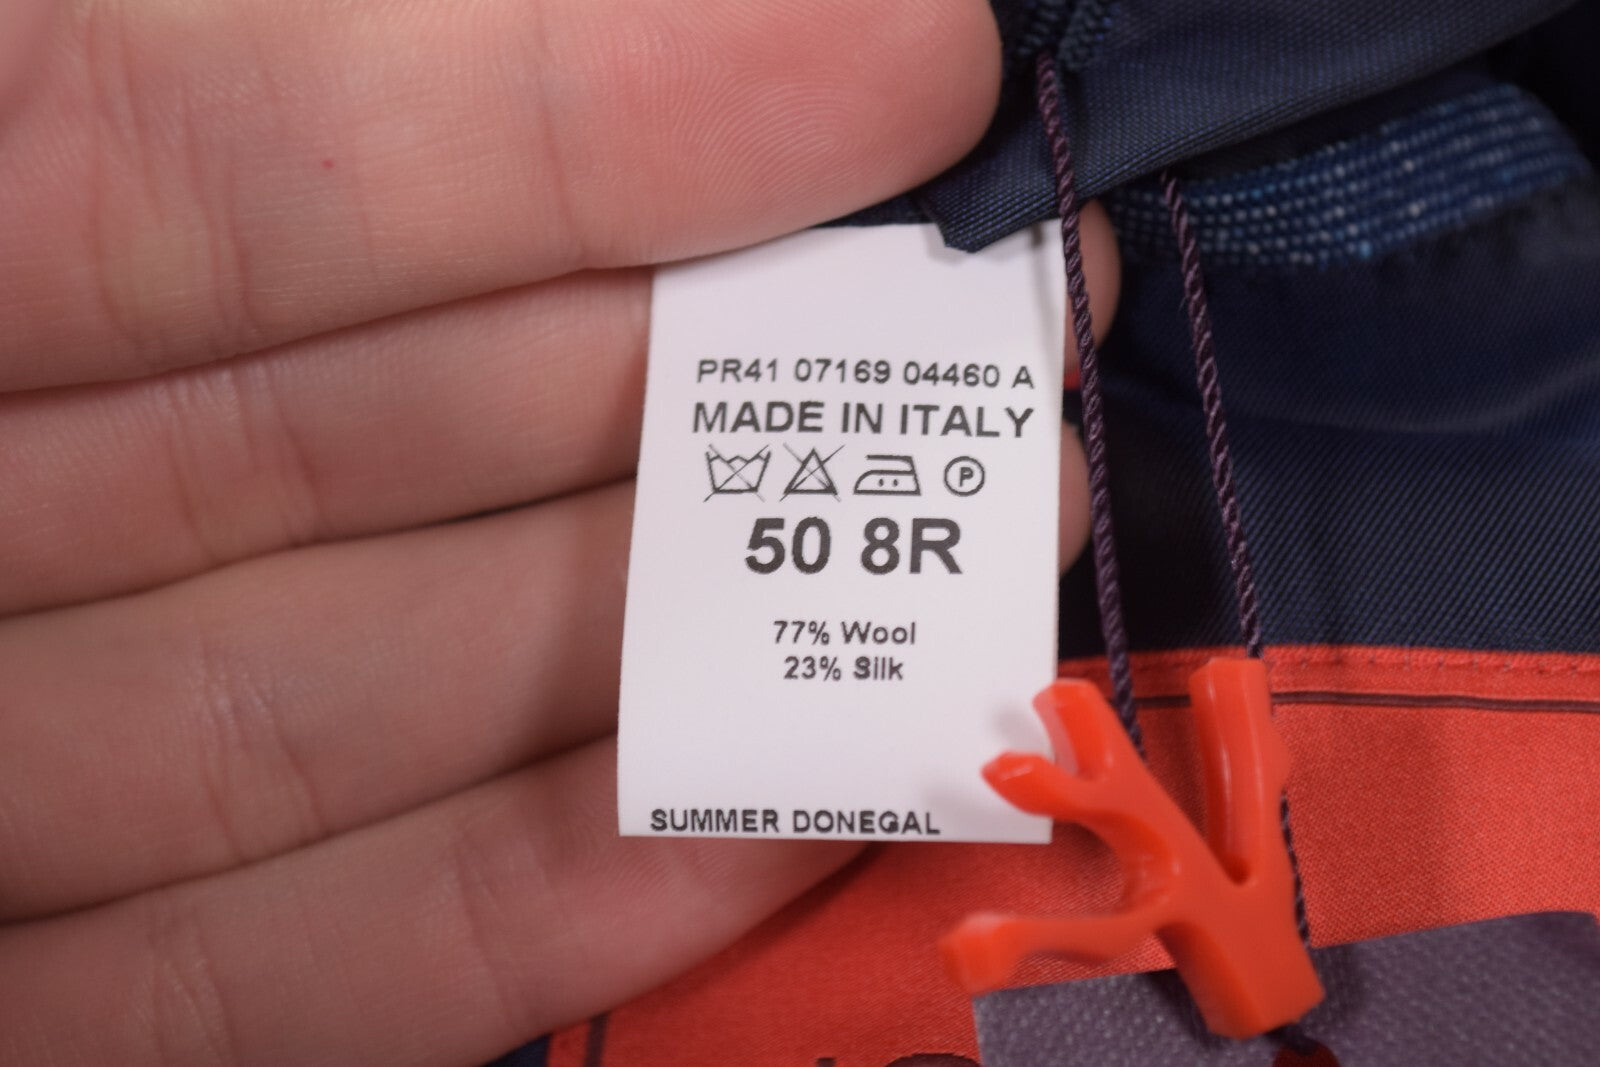 PR41 07169 04460 A
MADE IN ITALY
P
50 8R
77% Wool
23% Silk
SUMMER DONEGAL